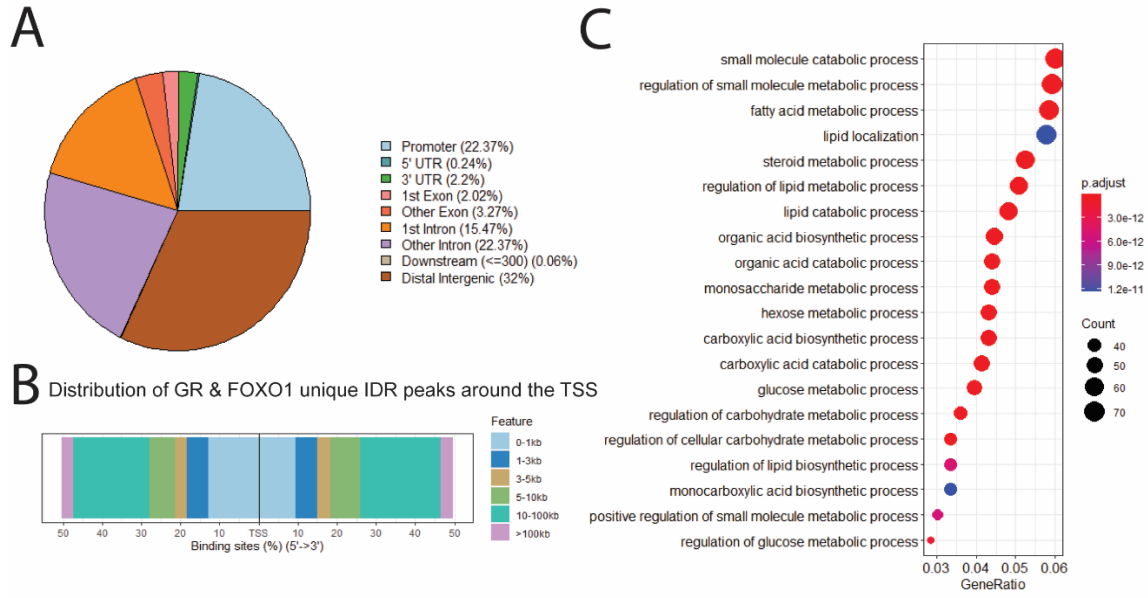 A
Promoter (22.37%)
5' UTR (0.24%)
3' UTR (2.2%)
1st Exon (2.02%)
Other Exon (3.27%)
1st Intron (15.47%)
Other Intron (22.37%)
Downstream (<=300) (0.06%)
Distal Intergenic (32%)
B
Distribution of GR & FOXO1 unique IDR peaks around the TSS
Feature
0-1kb
1-3kb
3-5kb
5-10kb
10-100kb
>100kb
50 40 30 20 10 TSS 10 20 30 40 50
Binding sites (%) (5'->3')
C
small molecule catabolic process
regulation of small molecule metabolic process
fatty acid metabolic process
lipid localization
steroid metabolic process
regulation of lipid metabolic process
lipid catabolic process
organic acid biosynthetic process
organic acid catabolic process
monosaccharide metabolic process
hexose metabolic process
carboxylic acid biosynthetic process
carboxylic acid catabolic process
glucose metabolic process
regulation of carbohydrate metabolic process
regulation of cellular carbohydrate metabolic process
regulation of lipid biosynthetic process
monocarboxylic acid biosynthetic process
positive regulation of small molecule metabolic process
regulation of glucose metabolic process
0.03 0.04 0.05 0.06
GeneRatio
p.adjust
3.0e-12
6.0e-12
9.0e-12
1.2e-11
Count
40
50
60
70